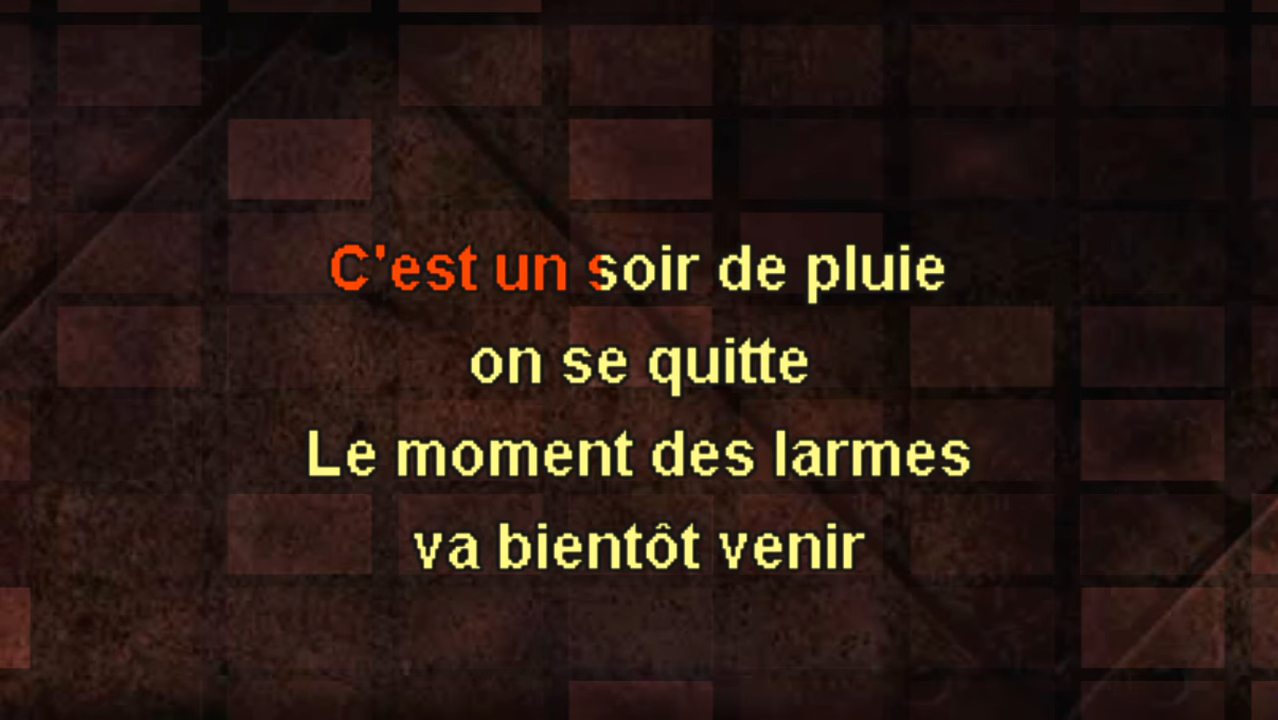 C'est un soir de pluie
on se quitte
Le moment des larmes
va bientôt venir